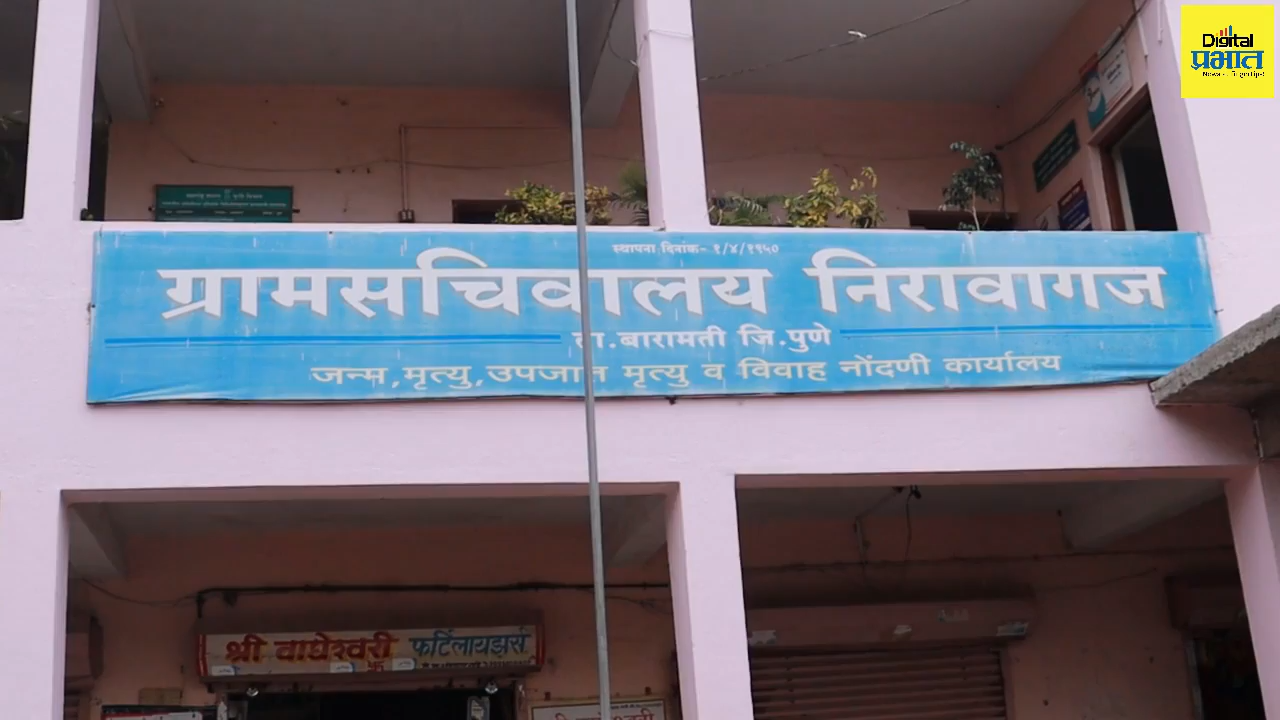 Digital
प्रभात
स्थापना दिनांक- १/४/१९५०
ग्रामसचिवालय निरावागज
ता.बारामती जि.पुणे
जन्म,मृत्यु,उपजात मृत्यु व विवाह नोंदणी कार्यालय
श्री वाघेश्वरी फर्टिलायझर्स